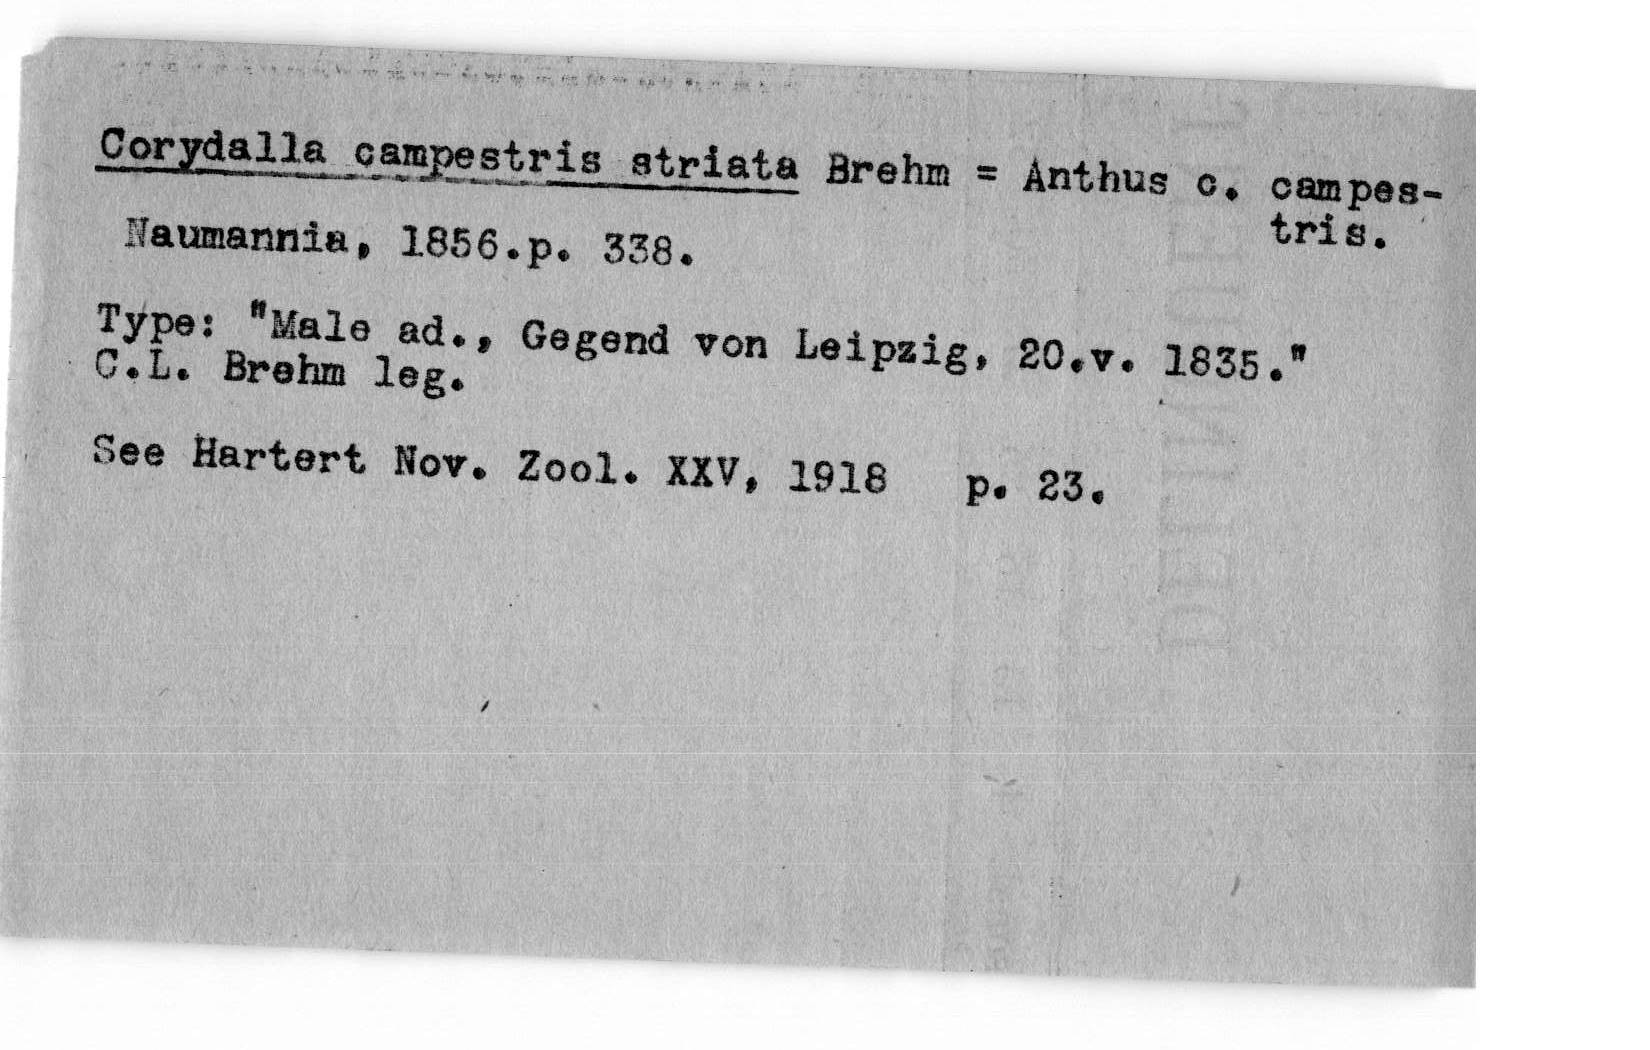 Corydalla campestris striata Brehm = Anthus c. campes-
tris.
Naumannia, 1856.p. 338.
Type: "Male ad., Gegend von Leipzig, 20.v. 1835."
C.L. Brehm leg.
See Hartert Nov. Zool. XXV, 1918 p. 23.